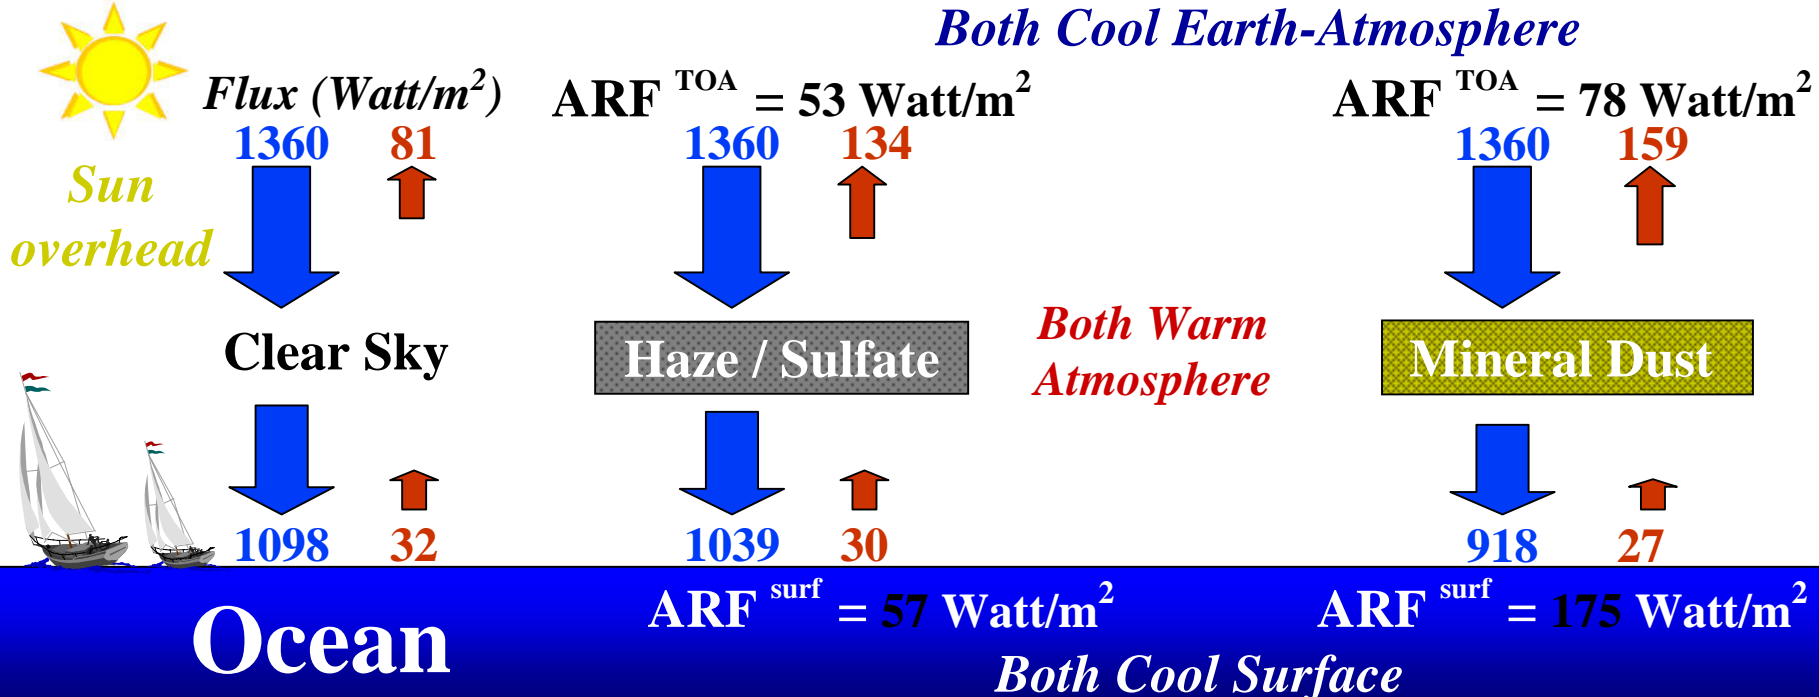 Both Cool Earth-Atmosphere
Flux (Watt/m²)
ARF TOA = 53 Watt/m²
ARF TOA = 78 Watt/m²
1360 81
1360 134
1360 159
Sun
overhead
Clear Sky
Haze / Sulfate
Both Warm
Atmosphere
Mineral Dust
1098 32
1039 30
918 27
Ocean
ARF surf = 57 Watt/m²
ARF surf = 175 Watt/m²
Both Cool Surface